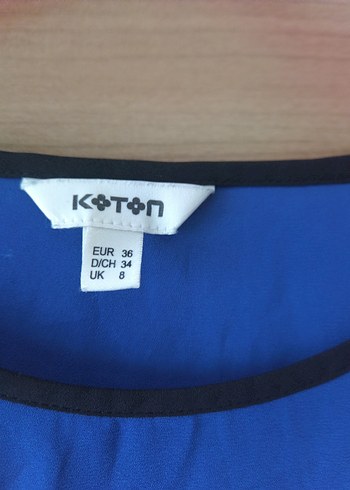 KOTON
EUR 36
D/CH 34
UK 8